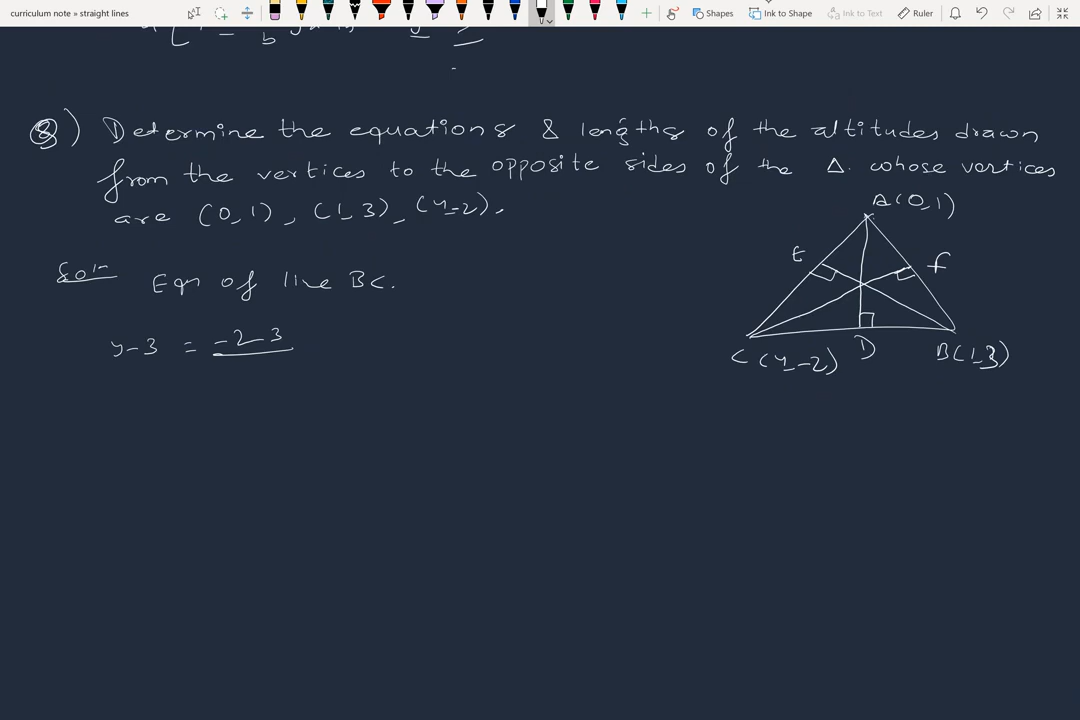 curriculum note » straight lines
Shapes
Ink to Shape
Ink to Text
Ruler
b
8) Determine the equations & lengths of the altitudes drawn
from the vertices to the opposite sides of the Δ. whose vertices
are (0,1), (1,3), (4,-2).
A(0,1)
E
F
Soln
Eqn of line BC.
C(4,-2)
D
B(1,3)
y-3 = -2-3